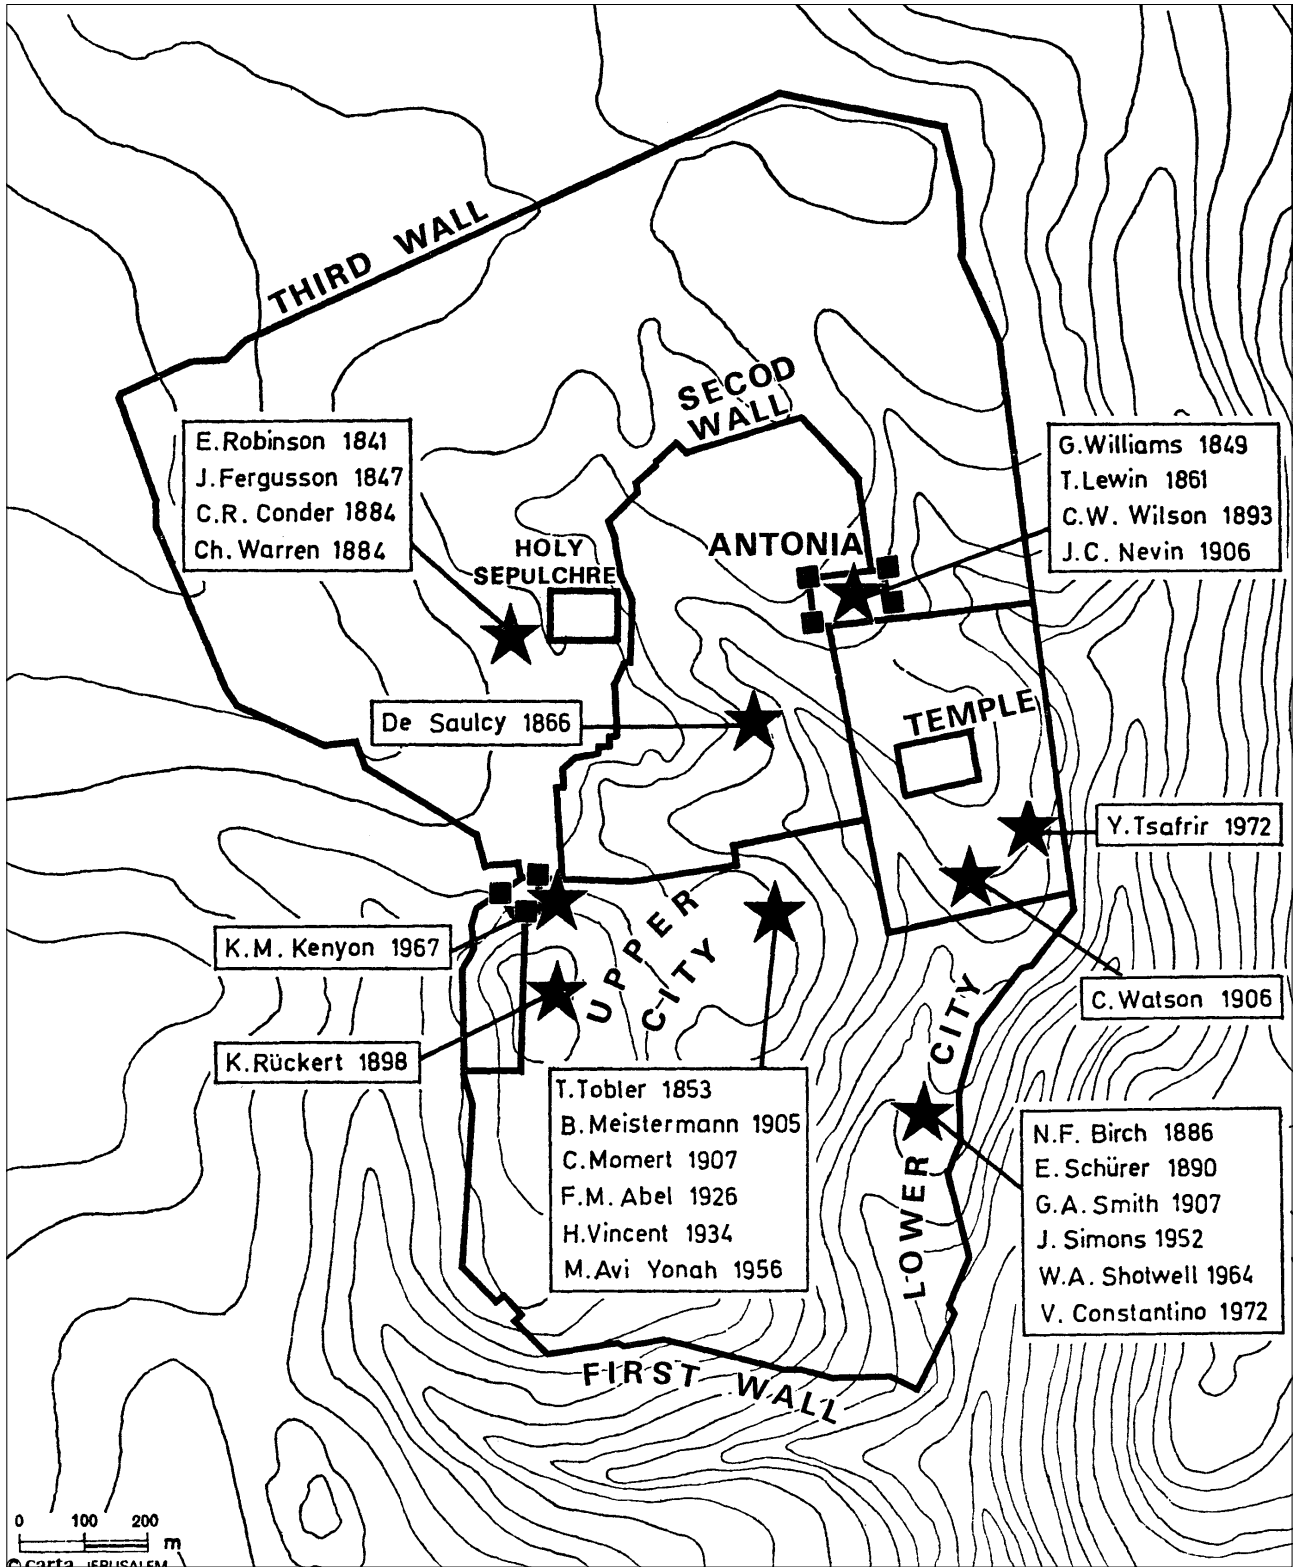 THIRD WALL
SECOD
WALL
E.Robinson 1841
J.Fergusson 1847
C.R. Conder 1884
Ch. Warren 1884
G.Williams 1849
T.Lewin 1861
C.W. Wilson 1893
J.C. Nevin 1906
HOLY
SEPULCHRE
ANTONIA
De Saulcy 1866
TEMPLE
Y.Tsafrir 1972
K.M. Kenyon 1967
UPPER
CITY
C.Watson 1906
K.Rückert 1898
T.Tobler 1853
B.Meistermann 1905
C.Momert 1907
F.M. Abel 1926
H.Vincent 1934
M.Avi Yonah 1956
LOWER CITY
N.F. Birch 1886
E.Schürer 1890
G.A. Smith 1907
J. Simons 1952
W.A. Shotwell 1964
V. Constantino 1972
FIRST WALL
0 100 200 m
© carta, JERUSALEM